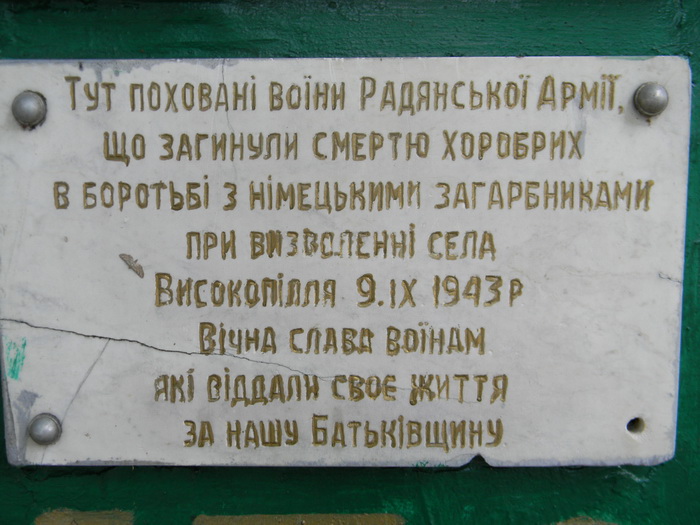 Тут поховані воїни Радянської Армії,
що загинули смертю хоробрих
в боротьбі з німецькими загарбниками
при визволенні села
Високопілля 9.IX 1943р
Вічна слава воїнам
які віддали своє життя
за нашу Батьківщину